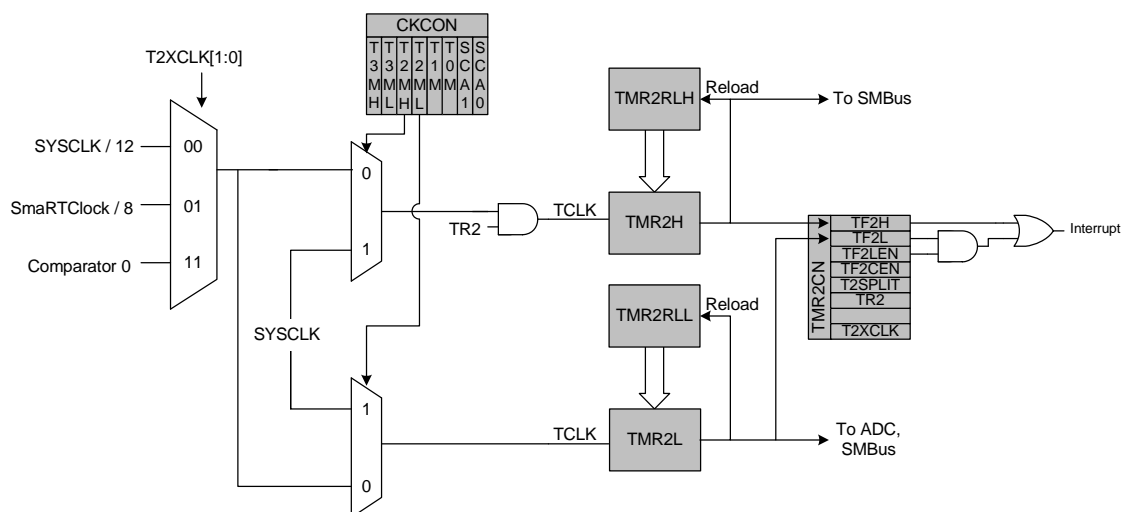 CKCON
T3MH
T3ML
T2MH
T2ML
T1M
T0M
SCA1
SCA0
T2XCLK[1:0]
SYSCLK / 12
00
SmaRTClock / 8
01
Comparator 0
11
0
1
SYSCLK
1
0
TR2
TCLK
TMR2RLH
Reload
To SMBus
TMR2H
TCLK
TMR2RLL
Reload
TMR2L
To ADC,
SMBus
TMR2CN
TF2H
TF2L
TF2LEN
TF2CEN
T2SPLIT
TR2
T2XCLK
Interrupt